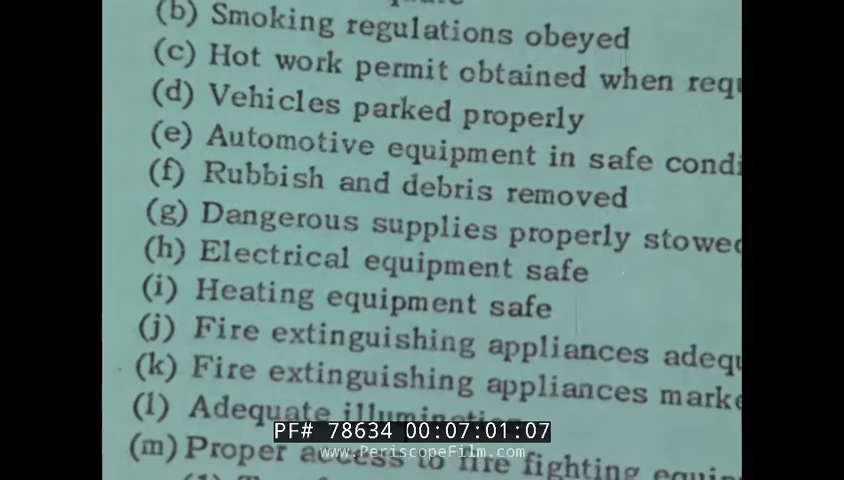 (b) Smoking regulations obeyed
(c) Hot work permit obtained when requ
(d) Vehicles parked properly
(e) Automotive equipment in safe condi
(f) Rubbish and debris removed
(g) Dangerous supplies properly stowed
(h) Electrical equipment safe
(i) Heating equipment safe
(j) Fire extinguishing appliances adequ
(k) Fire extinguishing appliances marke
(l) Adequate illumination
(m) Proper access to fire fighting equip
PF# 78634 00:07:01:07
www.PeriscopeFilm.com